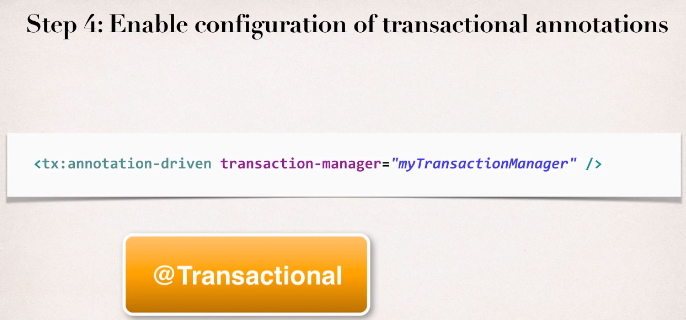 Step 4: Enable configuration of transactional annotations
<tx:annotation-driven transaction-manager="myTransactionManager" />
@Transactional